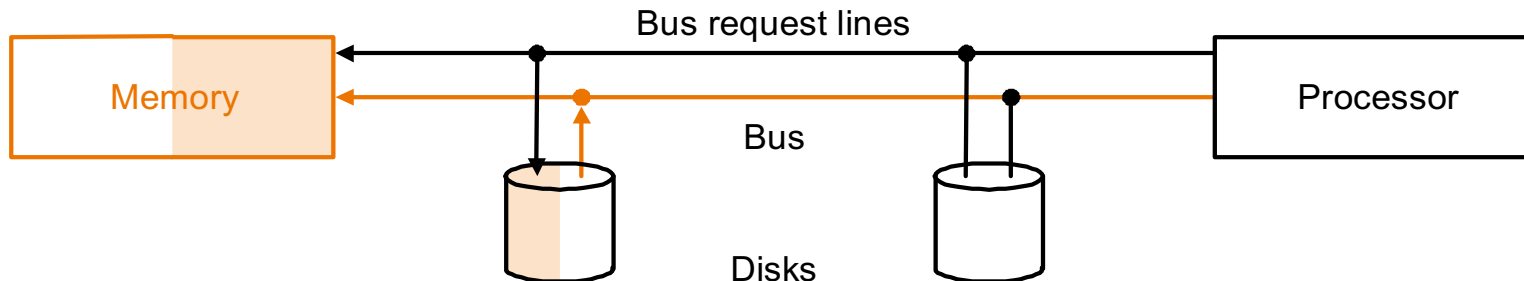 Bus request lines
Memory
Processor
Bus
Disks